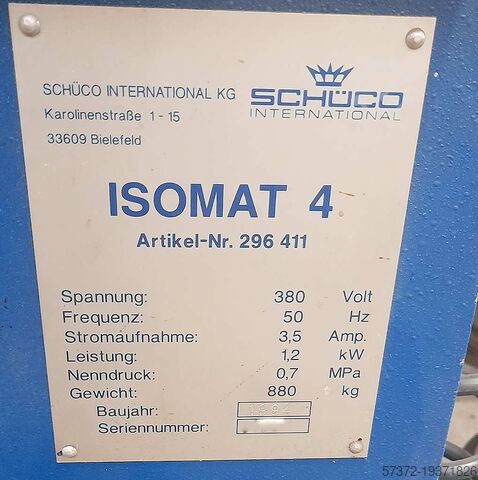 SCHÜCO INTERNATIONAL KG
Karolinenstraße 1-15
33609 Bielefeld
SCHÜCO
INTERNATIONAL
ISOMAT 4
Artikel-Nr. 296 411
Spannung: 380 Volt
Frequenz: 50 Hz
Stromaufnahme: 3,5 Amp.
Leistung: 1,2 kW
Nenndruck: 0,7 MPa
Gewicht: 880 kg
Baujahr: 1994
Seriennummer:
57372-19371826